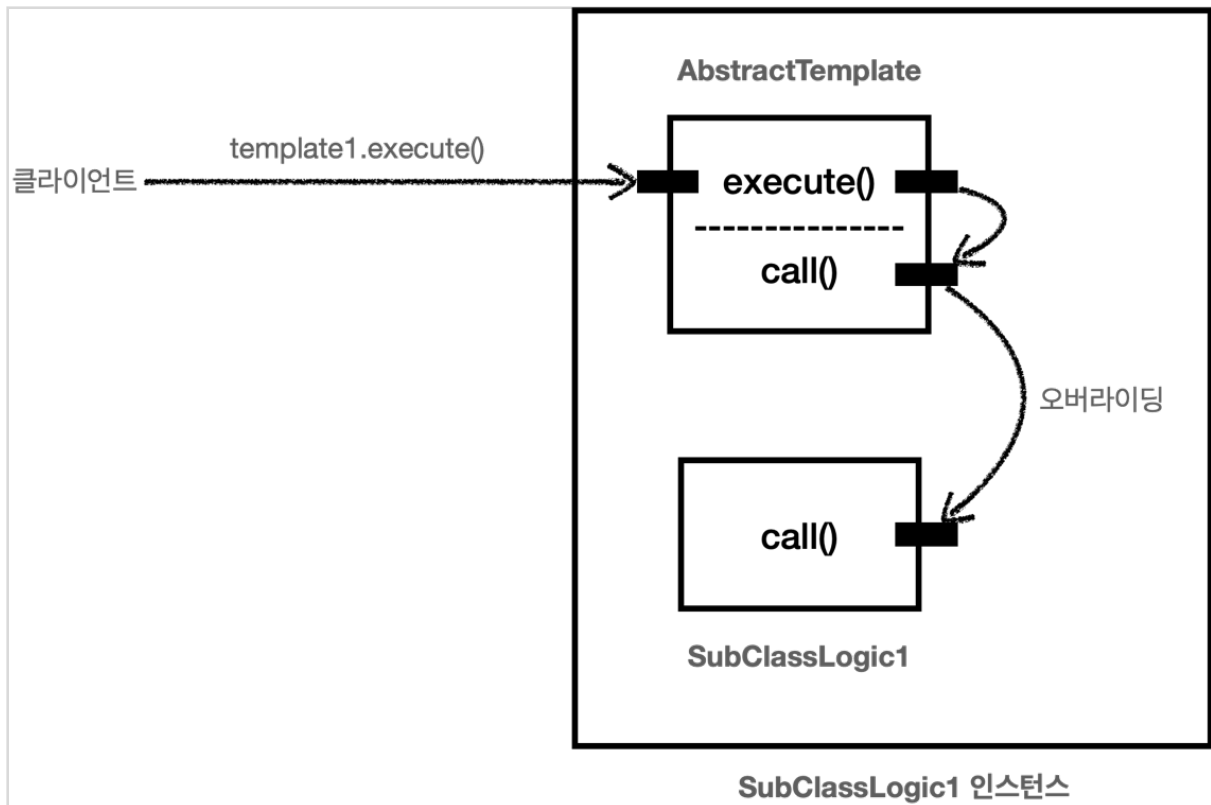 AbstractTemplate
template1.execute()
클라이언트
execute()
call()
오버라이딩
call()
SubClassLogic1
SubClassLogic1 인스턴스